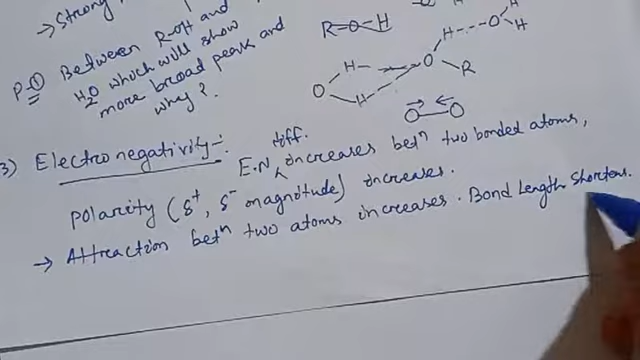 → Strong
P-① Between R-OH and
H2O which will show
more broad peak and
why?
R-O-H
H
O
H
H
O
R
H
O
H
H
O O
3) Electronegativity-: E.N. diff. increases betⁿ two bonded atoms,
polarity (δ⁺, δ⁻ magnitude) increases.
→ Attraction betⁿ two atoms increases. Bond Length shortens.